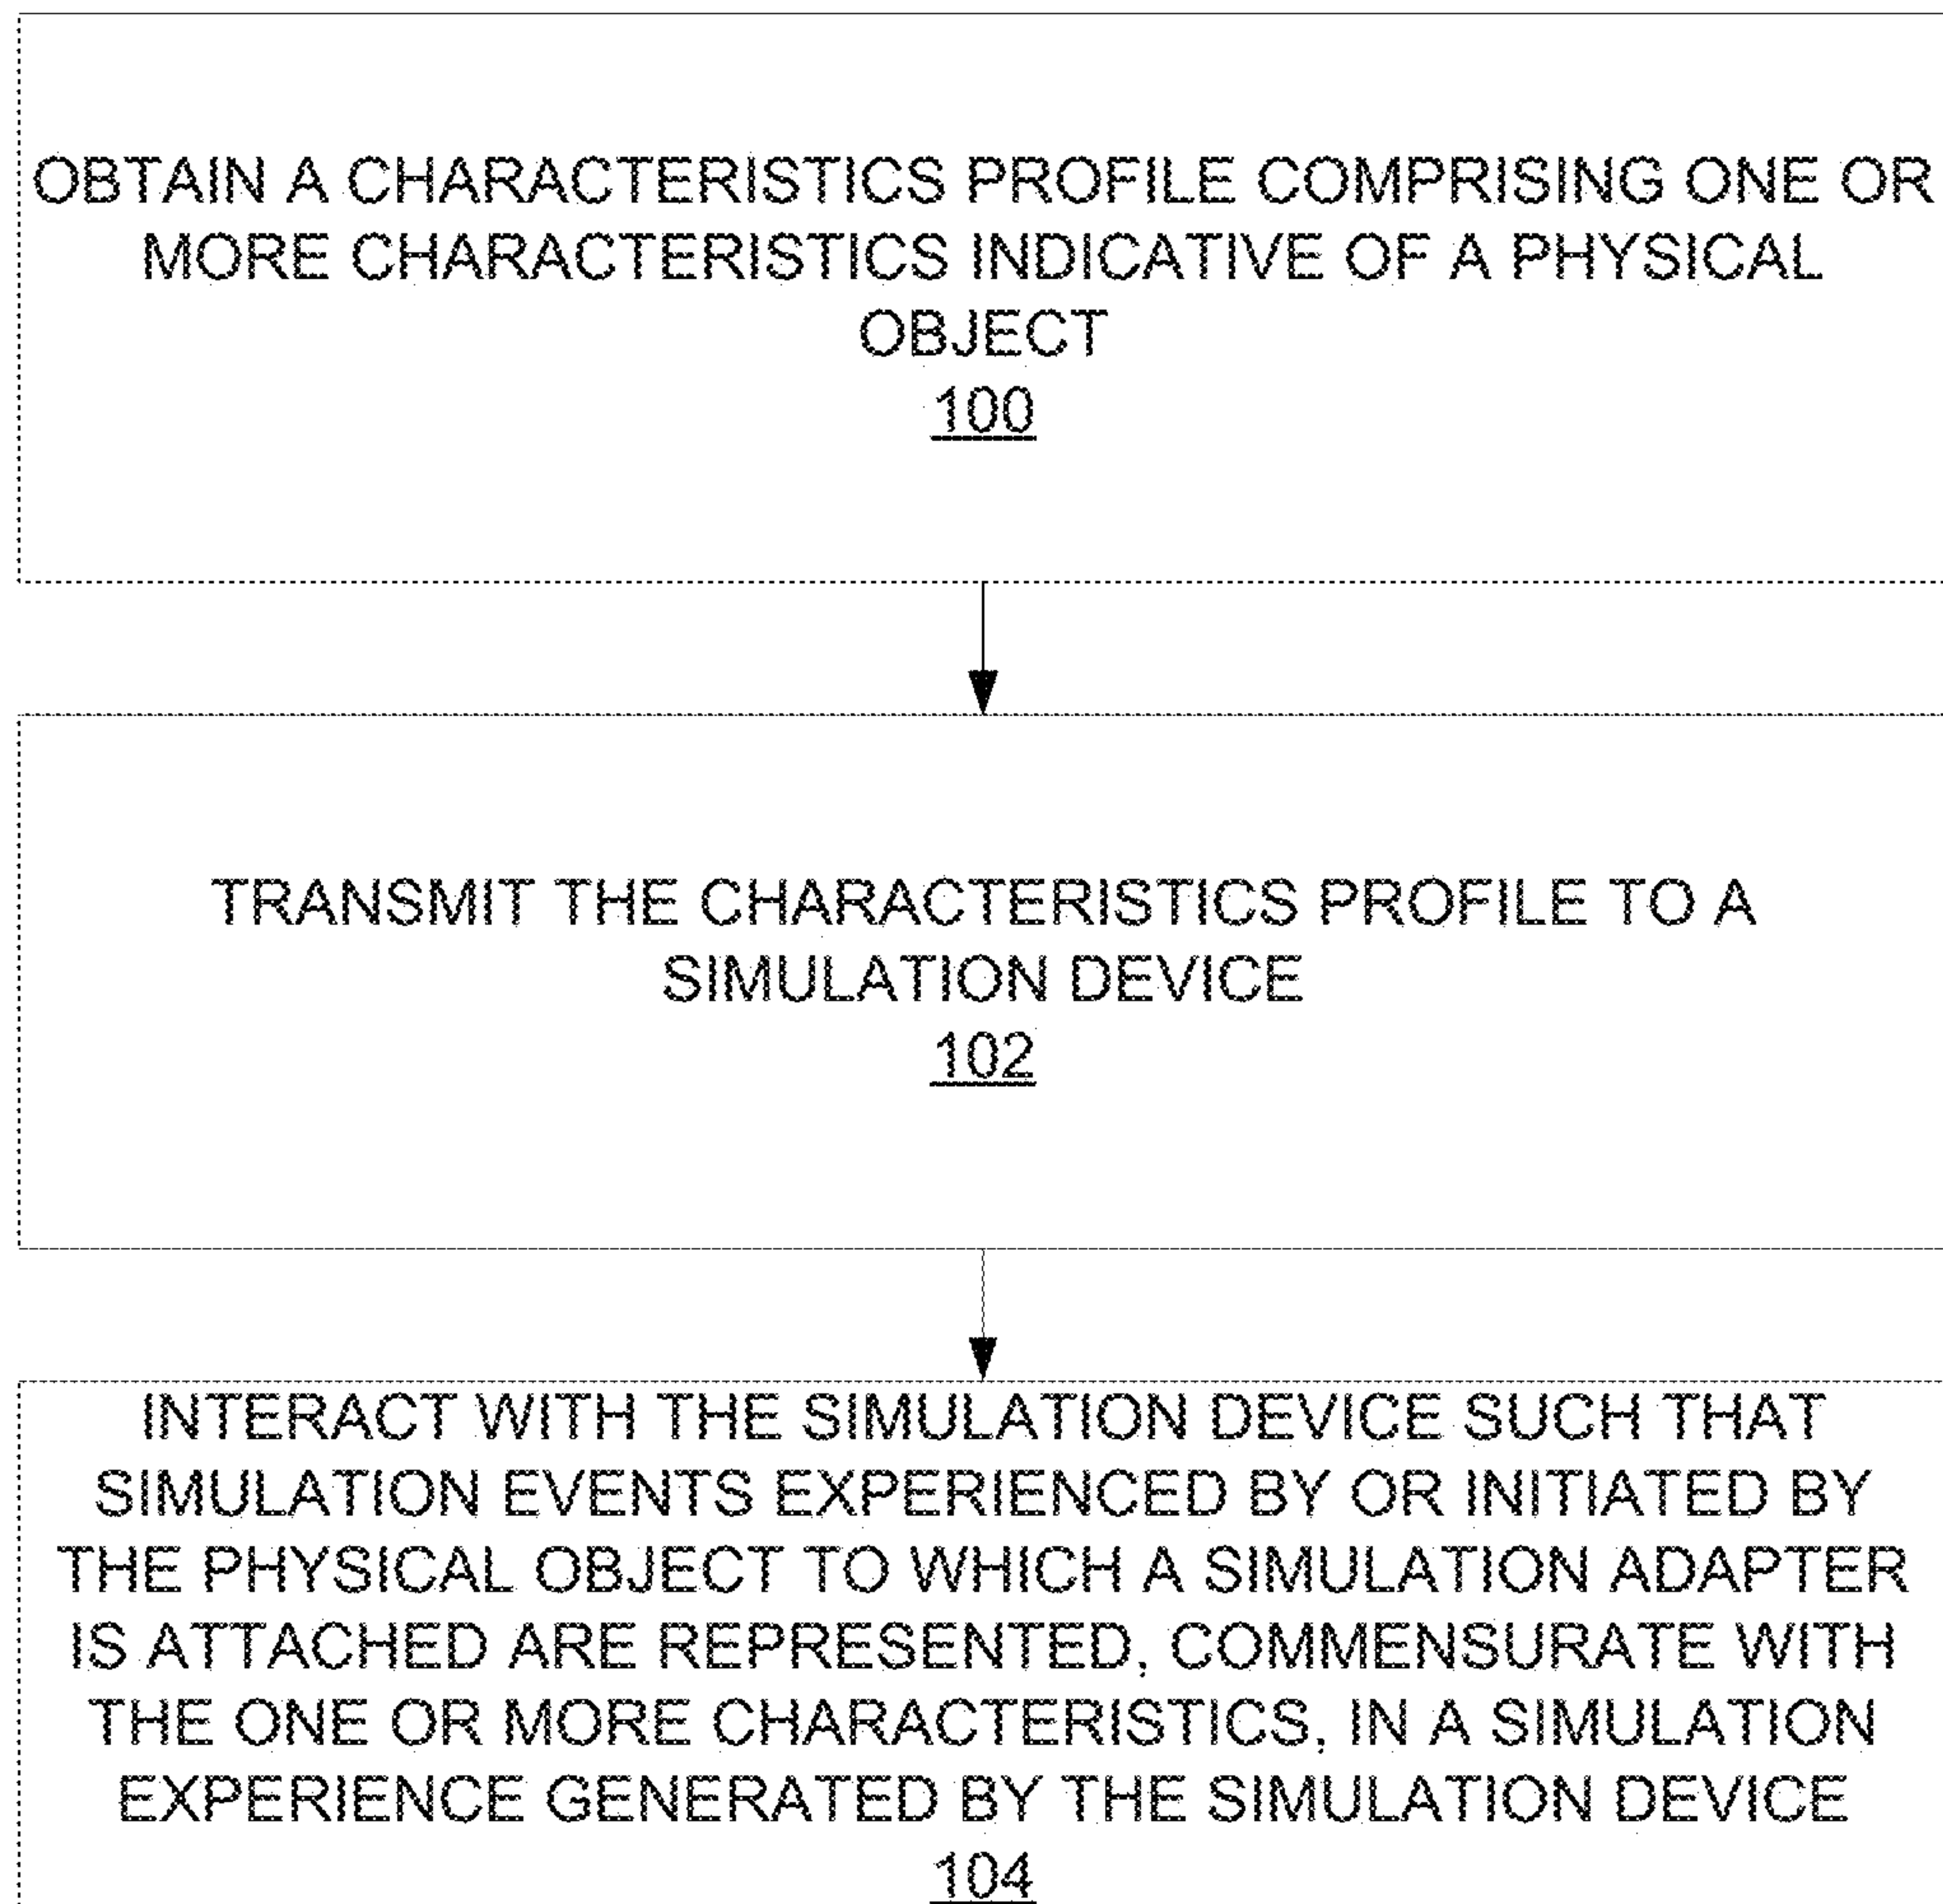 OBTAIN A CHARACTERISTICS PROFILE COMPRISING ONE OR
MORE CHARACTERISTICS INDICATIVE OF A PHYSICAL
OBJECT
100
TRANSMIT THE CHARACTERISTICS PROFILE TO A
SIMULATION DEVICE
102
INTERACT WITH THE SIMULATION DEVICE SUCH THAT
SIMULATION EVENTS EXPERIENCED BY OR INITIATED BY
THE PHYSICAL OBJECT TO WHICH A SIMULATION ADAPTER
IS ATTACHED ARE REPRESENTED, COMMENSURATE WITH
THE ONE OR MORE CHARACTERISTICS, IN A SIMULATION
EXPERIENCE GENERATED BY THE SIMULATION DEVICE
104